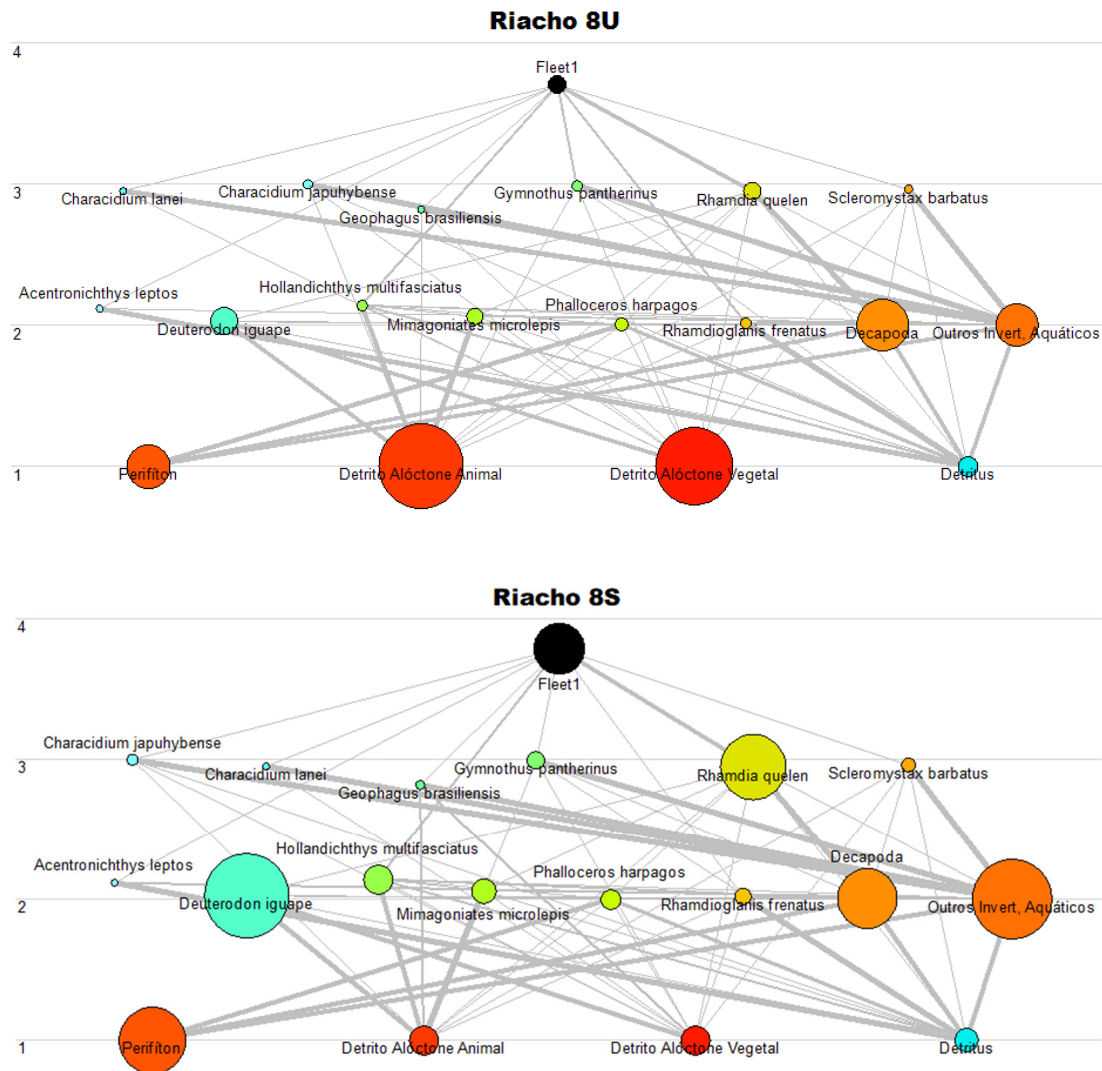 Riacho 8U
4
Fleet1
3
Characidium lanei
Characidium japuhybense
Geophagus brasiliensis
Gymnothus pantherinus
Rhamdia quelen
Scleromystax barbatus
Acentronichthys leptos
Deuterodon iguape
Hollandichthys multifasciatus
Mimagoniates microlepis
Phalloceros harpagos
Rhamdioglanis frenatus
Decapoda
Outros Invert, Aquáticos
2
1
Perifíton
Detrito Alóctone Animal
Detrito Alóctone Vegetal
Detritus
Riacho 8S
4
Fleet1
3
Characidium japuhybense
Characidium lanei
Geophagus brasiliensis
Gymnothus pantherinus
Rhamdia quelen
Scleromystax barbatus
Acentronichthys leptos
Deuterodon iguape
Hollandichthys multifasciatus
Mimagoniates microlepis
Phalloceros harpagos
Rhamdioglanis frenatus
Decapoda
Outros Invert, Aquáticos
2
1
Perifíton
Detrito Alóctone Animal
Detrito Alóctone Vegetal
Detritus